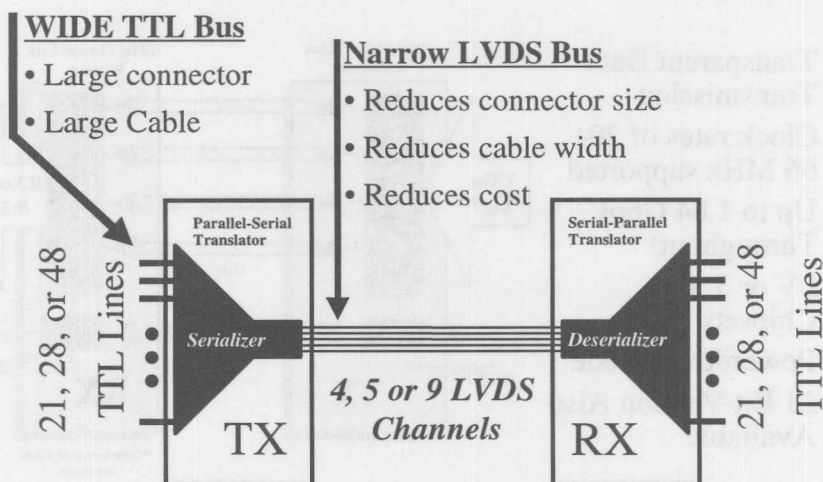 WIDE TTL Bus
• Large connector
• Large Cable
Narrow LVDS Bus
• Reduces connector size
• Reduces cable width
• Reduces cost
Parallel-Serial
Translator
Serial-Parallel
Translator
21, 28, or 48
TTL Lines
Serializer
Deserializer
21, 28, or 48
TTL Lines
4, 5 or 9 LVDS
Channels
TX
RX